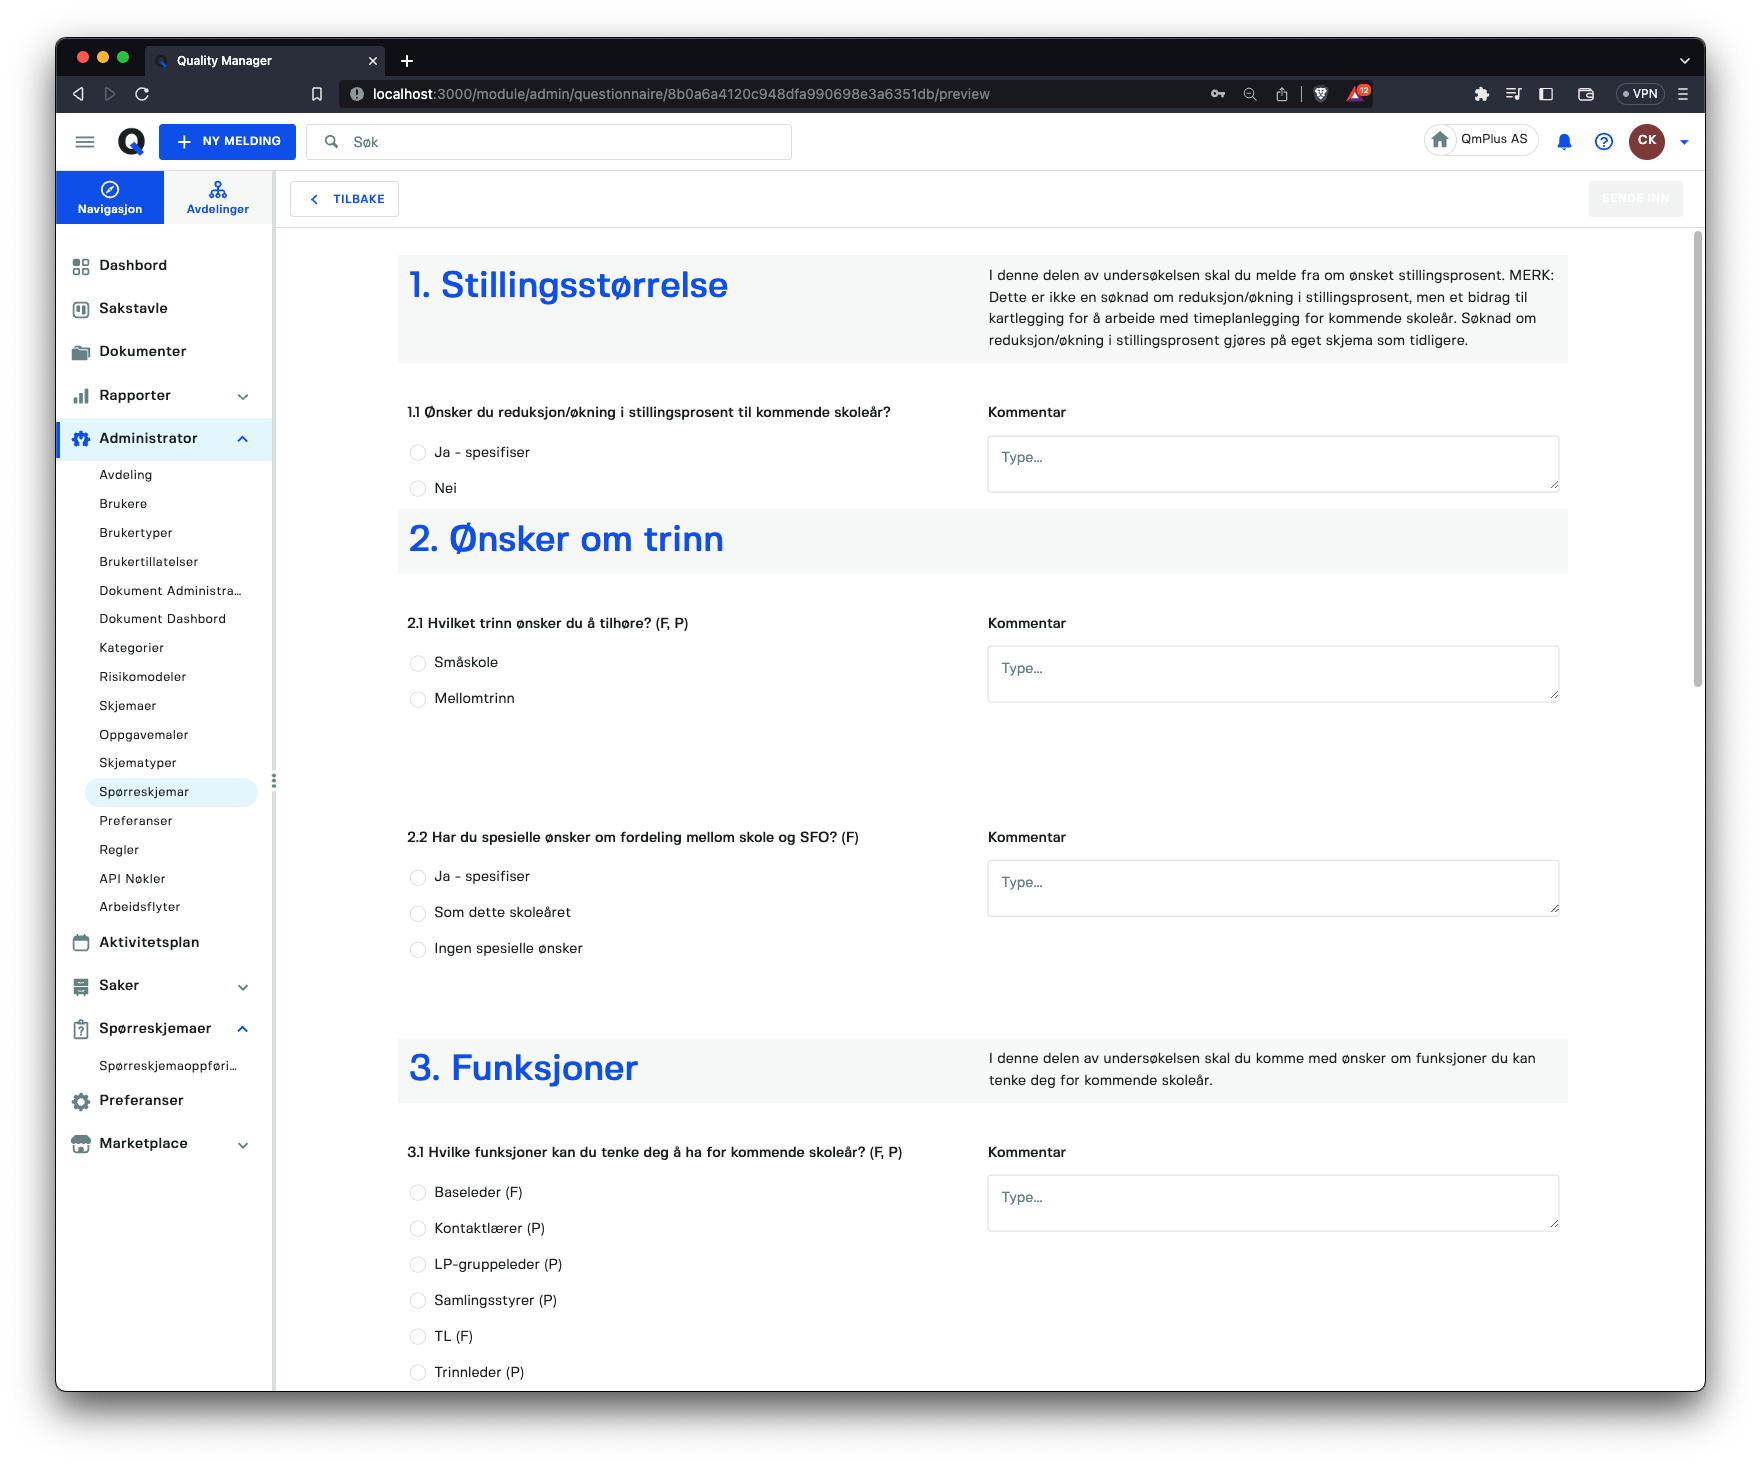 Quality Manager
localhost:3000/module/admin/questionnaire/8b0a6a4120c948dfa990698e3a6351db/preview
12
VPN
NY MELDING
Søk
QmPlus AS
CK
Navigasjon
Avdelinger
TILBAKE
SENDE INN
Dashbord
Sakstavle
Dokumenter
Rapporter
Administrator
Avdeling
Brukere
Brukertyper
Brukertillatelser
Dokument Administra...
Dokument Dashbord
Kategorier
Risikomodeler
Skjemaer
Oppgavemaler
Skjematyper
Spørreskjemar
Preferanser
Regler
API Nøkler
Arbeidsflyter
Aktivitetsplan
Saker
Spørreskjemaer
Spørreskjemaoppføri...
Preferanser
Marketplace
1. Stillingsstørrelse
I denne delen av undersøkelsen skal du melde fra om ønsket stillingsprosent. MERK:
Dette er ikke en søknad om reduksjon/økning i stillingsprosent, men et bidrag til
kartlegging for å arbeide med timeplanlegging for kommende skoleår. Søknad om
reduksjon/økning i stillingsprosent gjøres på eget skjema som tidligere.
1.1 Ønsker du reduksjon/økning i stillingsprosent til kommende skoleår?
Kommentar
Ja - spesifiser
Type...
Nei
2. Ønsker om trinn
2.1 Hvilket trinn ønsker du å tilhøre? (F, P)
Kommentar
Småskole
Type...
Mellomtrinn
2.2 Har du spesielle ønsker om fordeling mellom skole og SFO? (F)
Kommentar
Ja - spesifiser
Type...
Som dette skoleåret
Ingen spesielle ønsker
3. Funksjoner
I denne delen av undersøkelsen skal du komme med ønsker om funksjoner du kan
tenke deg for kommende skoleår.
3.1 Hvilke funksjoner kan du tenke deg å ha for kommende skoleår? (F, P)
Kommentar
Baseleder (F)
Type...
Kontaktlærer (P)
LP-gruppeleder (P)
Samlingsstyrer (P)
TL (F)
Trinnleder (P)